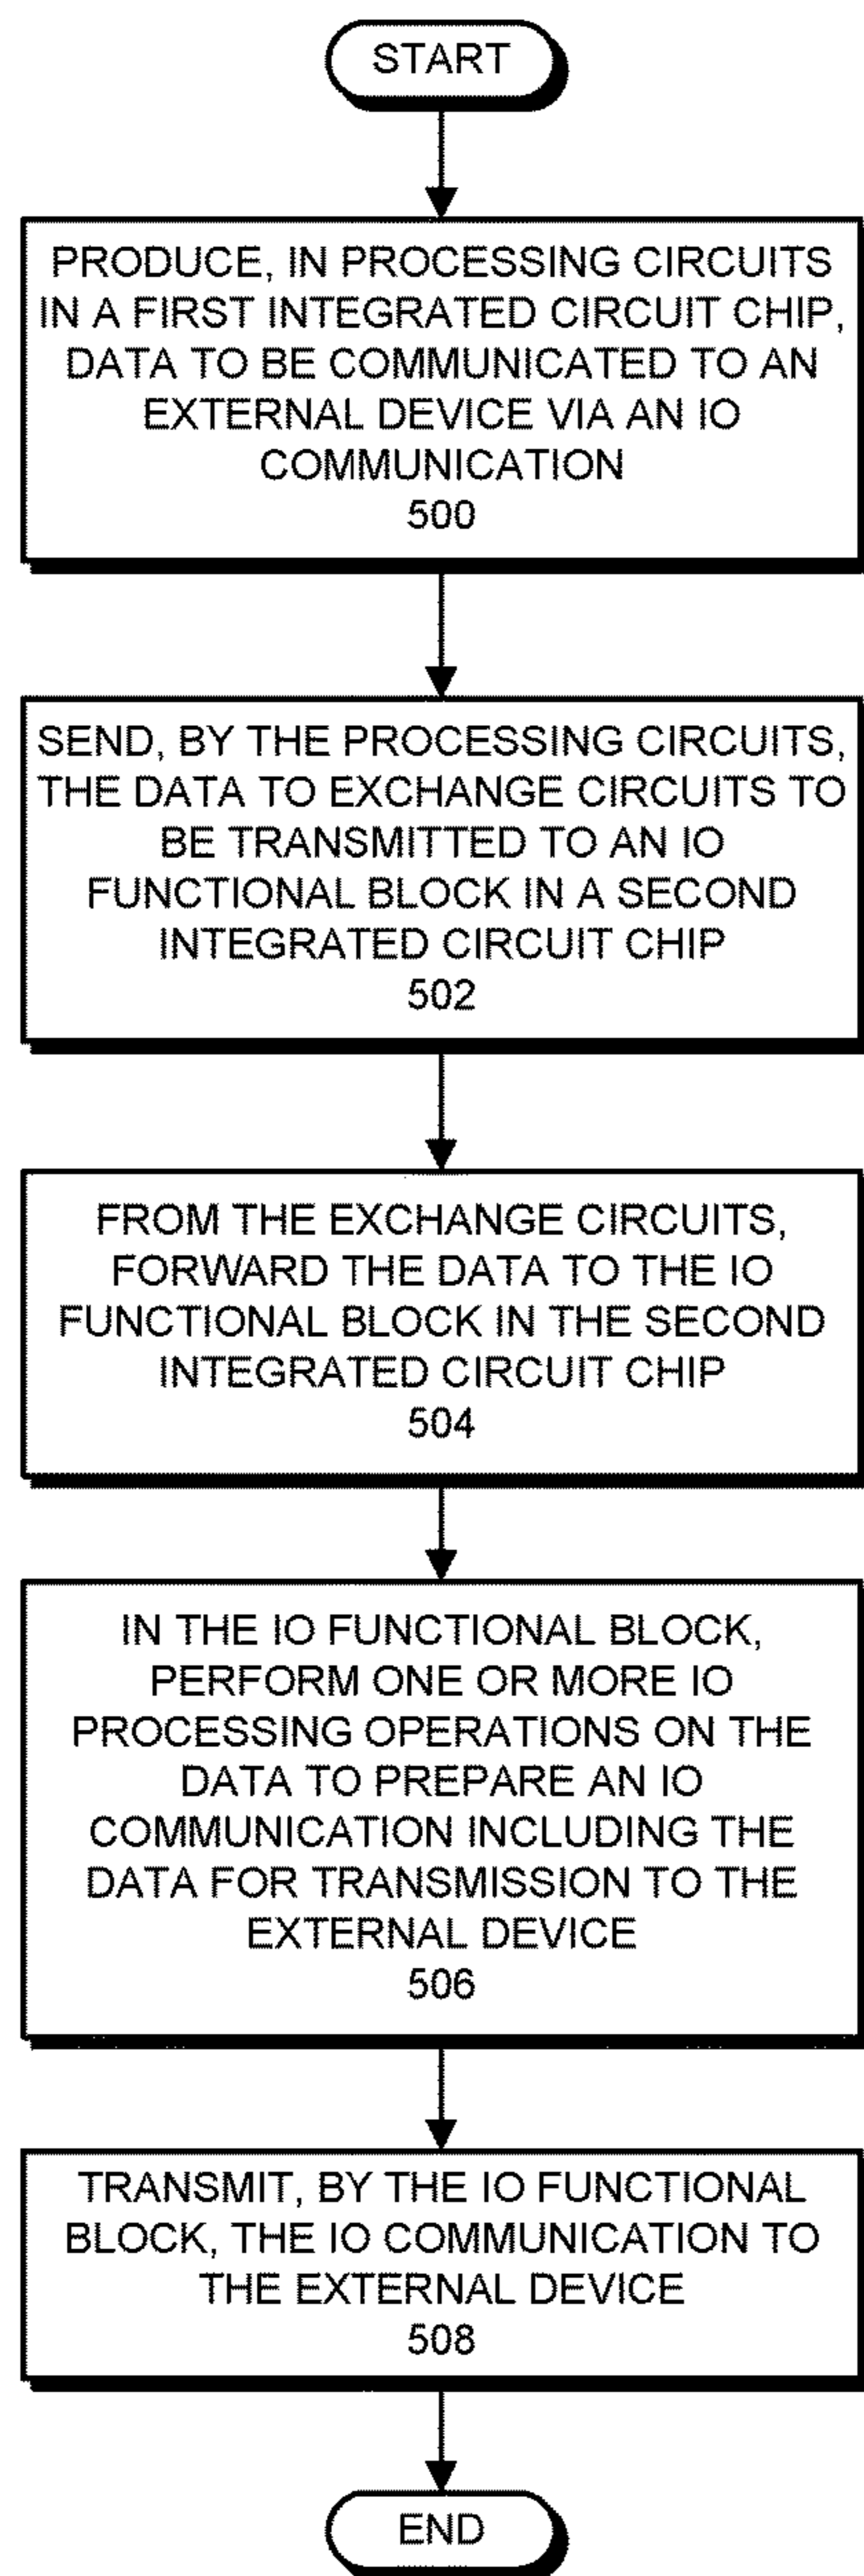 START
PRODUCE, IN PROCESSING CIRCUITS
IN A FIRST INTEGRATED CIRCUIT CHIP,
DATA TO BE COMMUNICATED TO AN
EXTERNAL DEVICE VIA AN IO
COMMUNICATION
500
SEND, BY THE PROCESSING CIRCUITS,
THE DATA TO EXCHANGE CIRCUITS TO
BE TRANSMITTED TO AN IO
FUNCTIONAL BLOCK IN A SECOND
INTEGRATED CIRCUIT CHIP
502
FROM THE EXCHANGE CIRCUITS,
FORWARD THE DATA TO THE IO
FUNCTIONAL BLOCK IN THE SECOND
INTEGRATED CIRCUIT CHIP
504
IN THE IO FUNCTIONAL BLOCK,
PERFORM ONE OR MORE IO
PROCESSING OPERATIONS ON THE
DATA TO PREPARE AN IO
COMMUNICATION INCLUDING THE
DATA FOR TRANSMISSION TO THE
EXTERNAL DEVICE
506
TRANSMIT, BY THE IO FUNCTIONAL
BLOCK, THE IO COMMUNICATION TO
THE EXTERNAL DEVICE
508
END